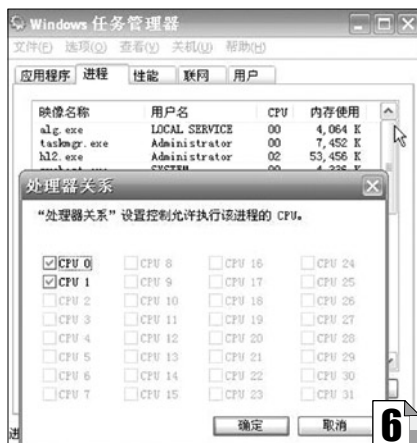 Windows 任务管理器
文件(F) 选项(O) 查看(V) 关机(U) 帮助(H)
应用程序 进程 性能 联网 用户
映像名称 用户名 CPU 内存使用
alg.exe LOCAL SERVICE 00 4,064 K
taskmgr.exe Administrator 00 7,452 K
hl2.exe Administrator 02 53,456 K
处理器关系
“处理器关系”设置控制允许执行该进程的 CPU。
CPU 0 CPU 8 CPU 16 CPU 24
CPU 1 CPU 9 CPU 17 CPU 25
CPU 2 CPU 10 CPU 18 CPU 26
CPU 3 CPU 11 CPU 19 CPU 27
CPU 4 CPU 12 CPU 20 CPU 28
CPU 5 CPU 13 CPU 21 CPU 29
CPU 6 CPU 14 CPU 22 CPU 30
CPU 7 CPU 15 CPU 23 CPU 31
确定 取消
进
6